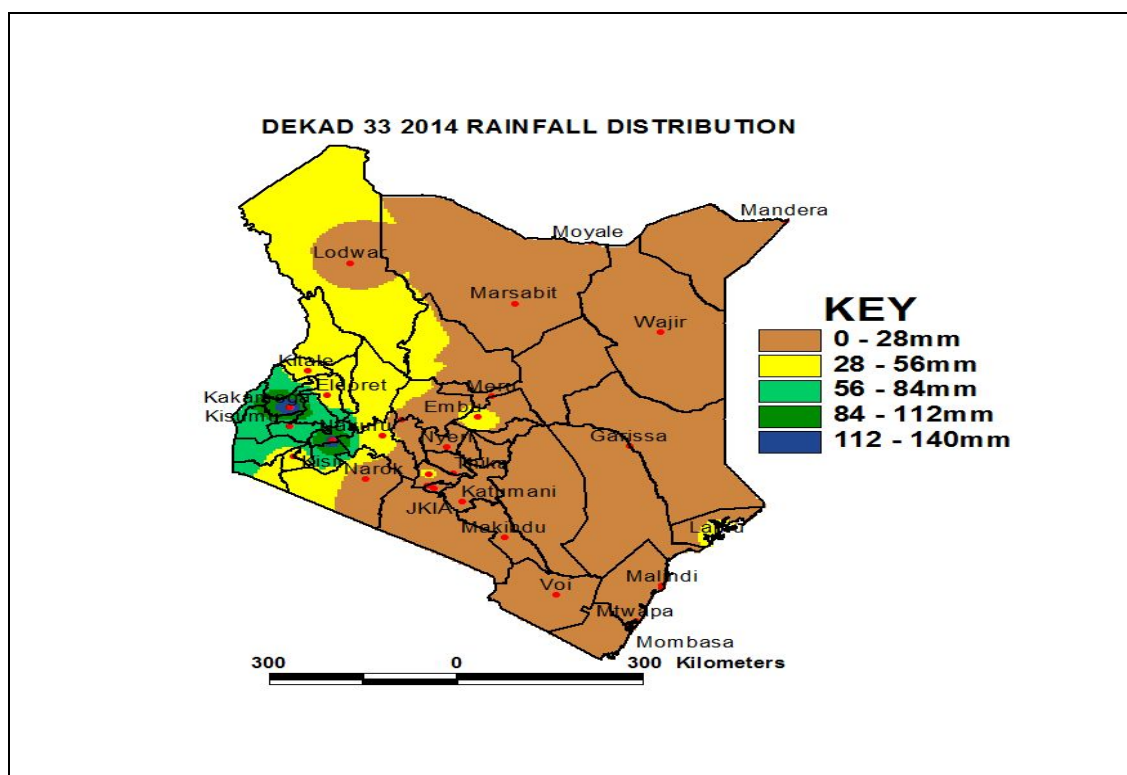 DEKAD 33 2014 RAINFALL DISTRIBUTION
Mandera
Moyale
Lodwar
Marsabit
Wajir
KEY
0 - 28mm
28 - 56mm
56 - 84mm
84 - 112mm
112 - 140mm
Kitale
Eldoret
Meru
Kakamega
Kisumu
Embu
Nakuru
Nyeri
Garissa
Kisii
Narok
Thika
JKIA
Katumani
Makindu
Lamu
Voi
Malindi
Mtwapa
Mombasa
300 0 300 Kilometers